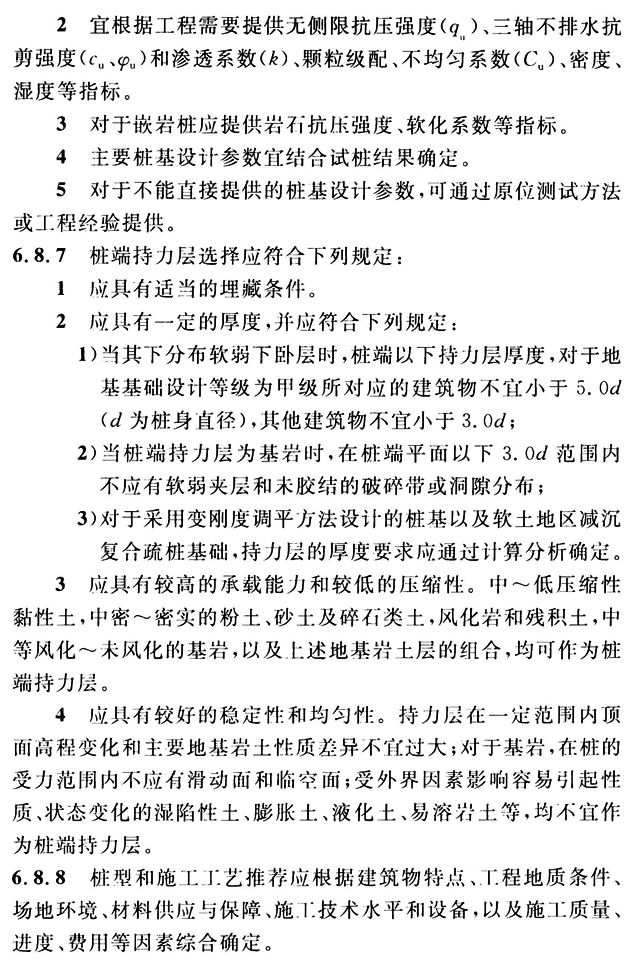 2 宜根据工程需要提供无侧限抗压强度(qu)、三轴不排水抗
剪强度(cu、φu)和渗透系数(k)、颗粒级配、不均匀系数(Cu)、密度、
湿度等指标。
3 对于嵌岩桩应提供岩石抗压强度、软化系数等指标。
4 主要桩基设计参数宜结合试桩结果确定。
5 对于不能直接提供的桩基设计参数,可通过原位测试方法
或工程经验提供。
6.8.7 桩端持力层选择应符合下列规定:
1 应具有适当的埋藏条件。
2 应具有一定的厚度,并应符合下列规定:
1)当其下分布软弱下卧层时,桩端以下持力层厚度,对于地
基基础设计等级为甲级所对应的建筑物不宜小于 5.0d
(d 为桩身直径),其他建筑物不宜小于 3.0d;
2)当桩端持力层为基岩时,在桩端平面以下 3.0d 范围内
不应有软弱夹层和未胶结的破碎带或洞隙分布;
3)对于采用变刚度调平方法设计的桩基以及软土地区减沉
复合疏桩基础,持力层的厚度要求应通过计算分析确定。
3 应具有较高的承载能力和较低的压缩性。中~低压缩性
黏性土,中密~密实的粉土、砂土及碎石类土,风化岩和残积土,中
等风化~未风化的基岩,以及上述地基岩土层的组合,均可作为桩
端持力层。
4 应具有较好的稳定性和均匀性。持力层在一定范围内顶
面高程变化和主要地基岩土性质差异不宜过大;对于基岩,在桩的
受力范围内不应有滑动面和临空面;受外界因素影响容易引起性
质、状态变化的湿陷性土、膨胀土、液化土、易溶岩土等,均不宜作
为桩端持力层。
6.8.8 桩型和施工工艺推荐应根据建筑物特点、工程地质条件、
场地环境、材料供应与保障、施工技术水平和设备,以及施工质量、
进度、费用等因素综合确定。